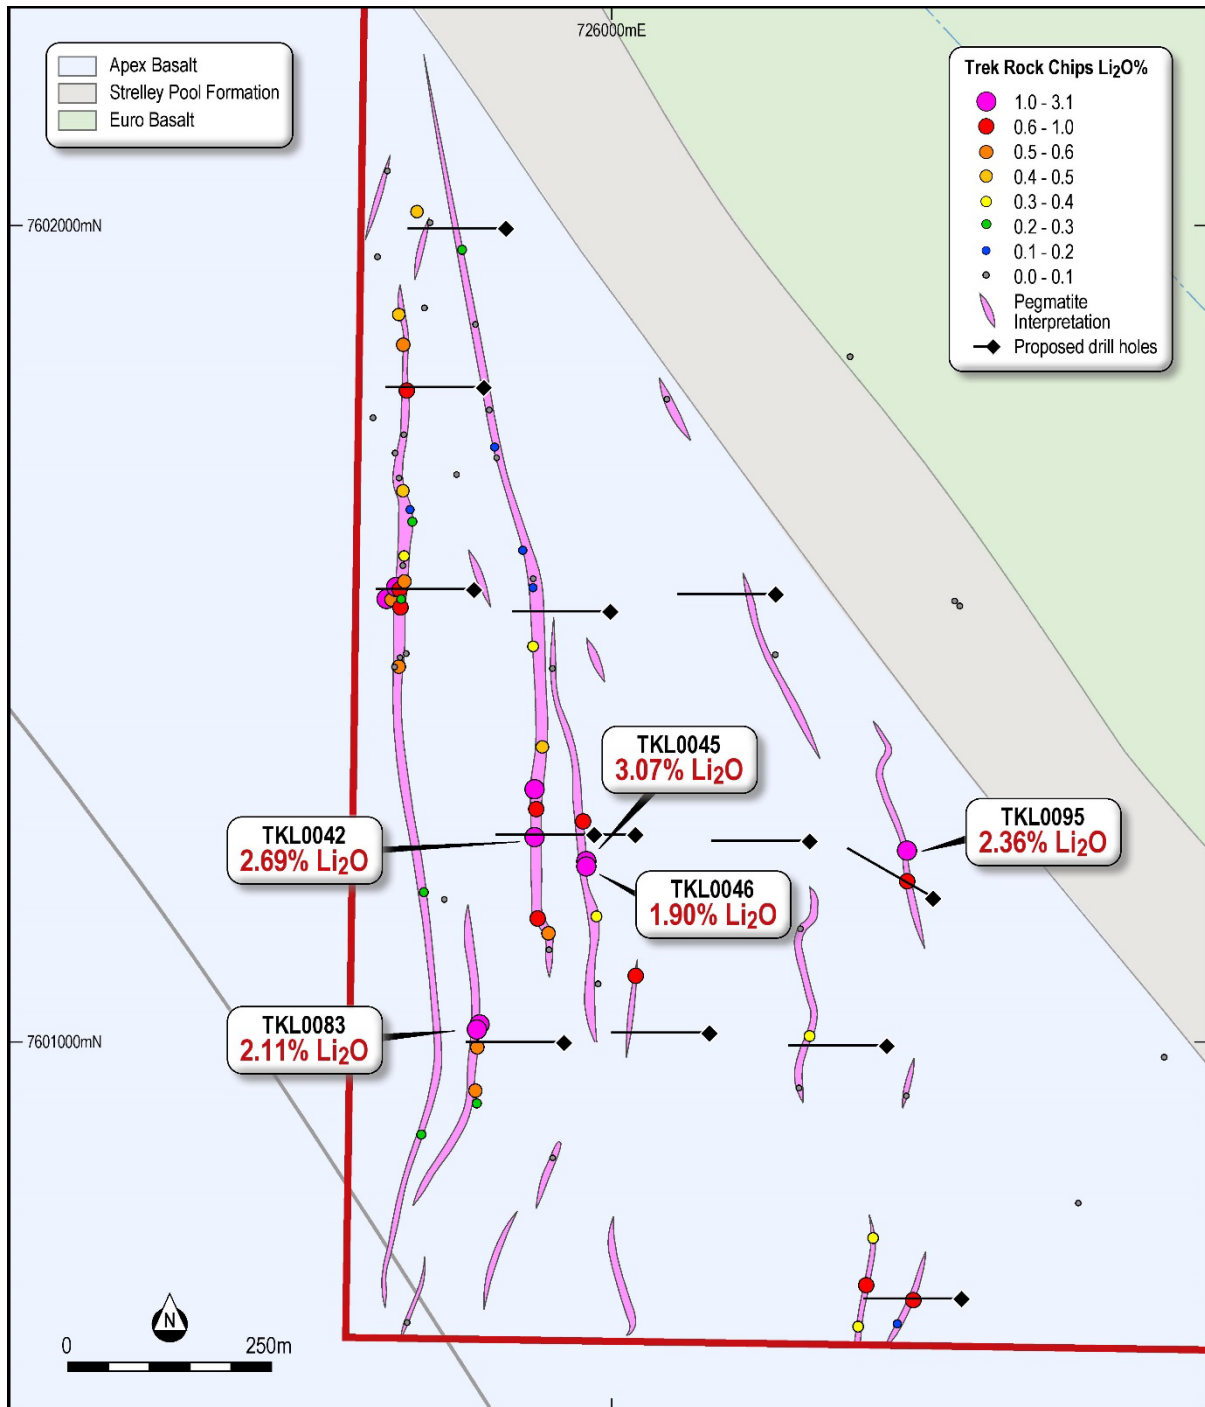 726000mE
Apex Basalt
Strelley Pool Formation
Euro Basalt
Trek Rock Chips Li₂O%
1.0 - 3.1
0.6 - 1.0
0.5 - 0.6
0.4 - 0.5
0.3 - 0.4
0.2 - 0.3
0.1 - 0.2
0.0 - 0.1
Pegmatite
Interpretation
Proposed drill holes
7602000mN
TKL0045
3.07% Li₂O
TKL0042
2.69% Li₂O
TKL0095
2.36% Li₂O
TKL0046
1.90% Li₂O
TKL0083
2.11% Li₂O
7601000mN
N
0 250m